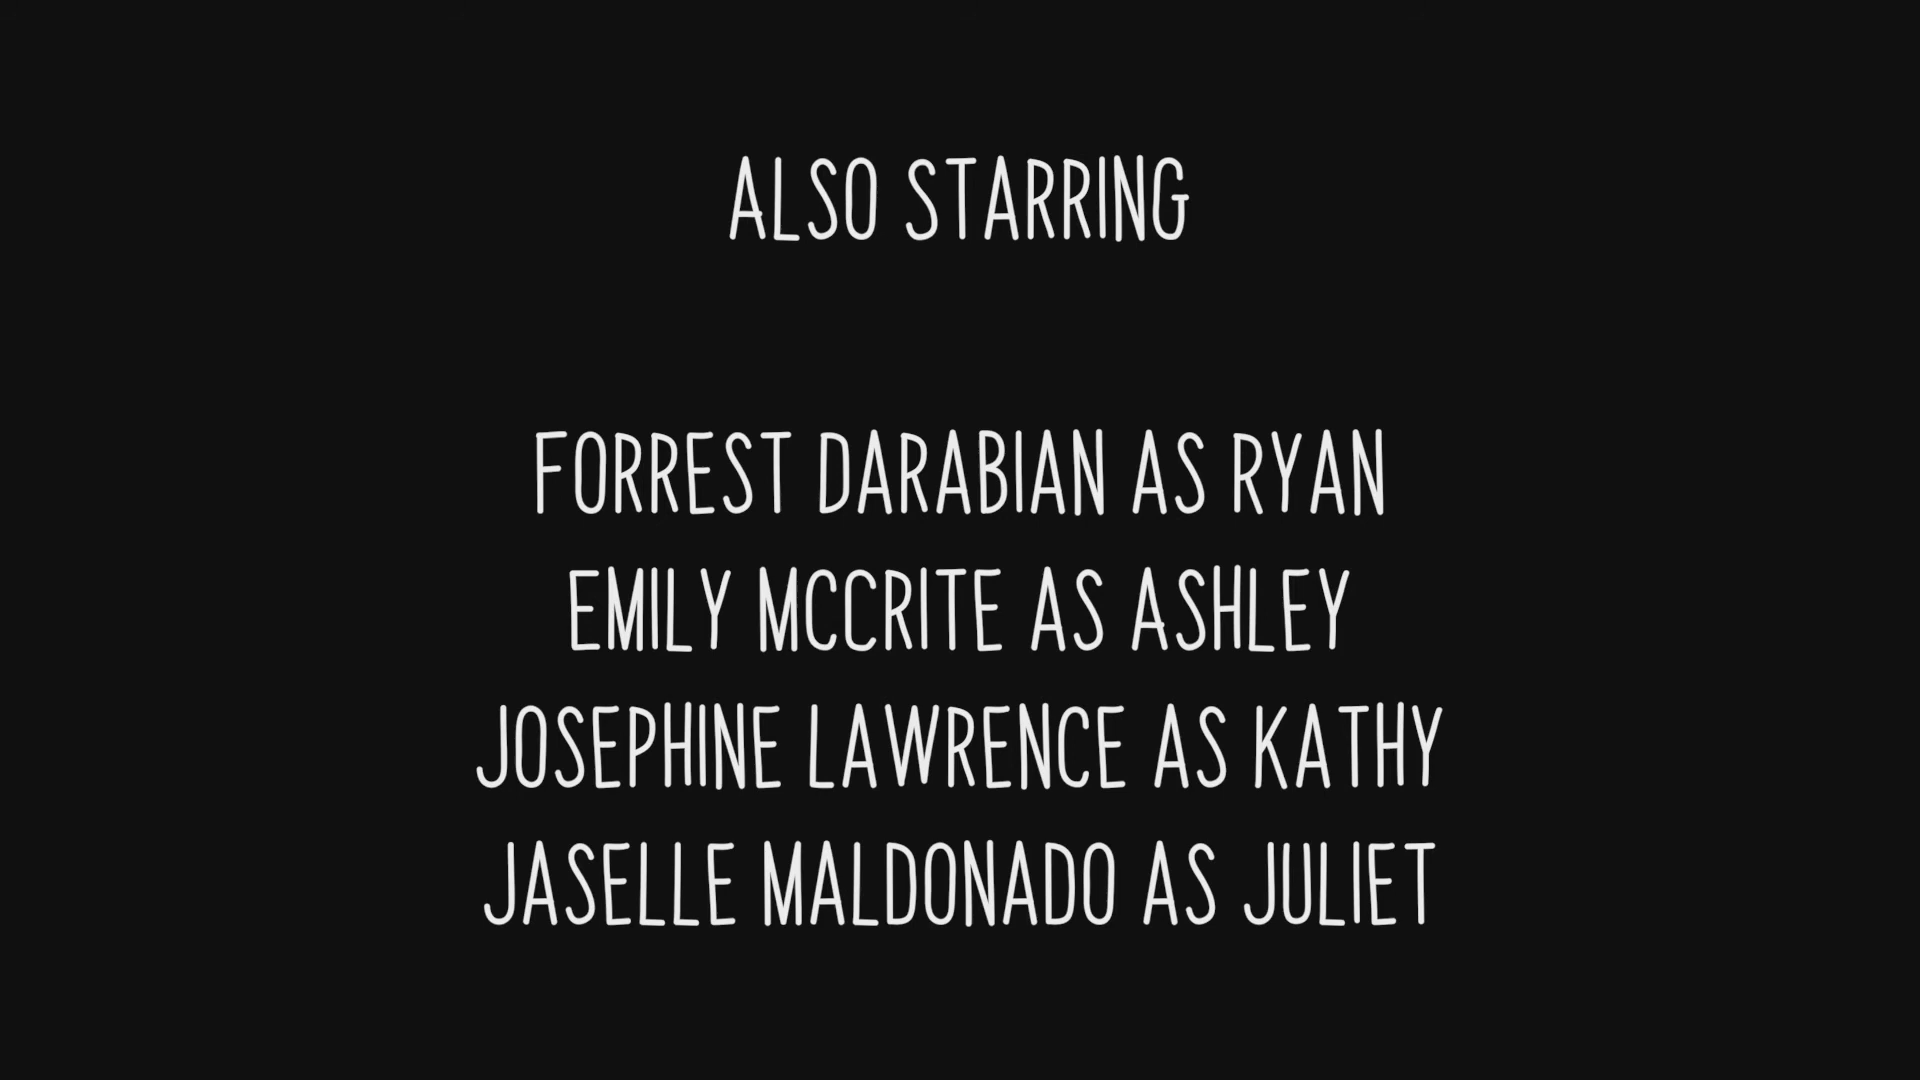 ALSO STARRING
FORREST DARABIAN AS RYAN
EMILY MCCRITE AS ASHLEY
JOSEPHINE LAWRENCE AS KATHY
JASELLE MALDONADO AS JULIET